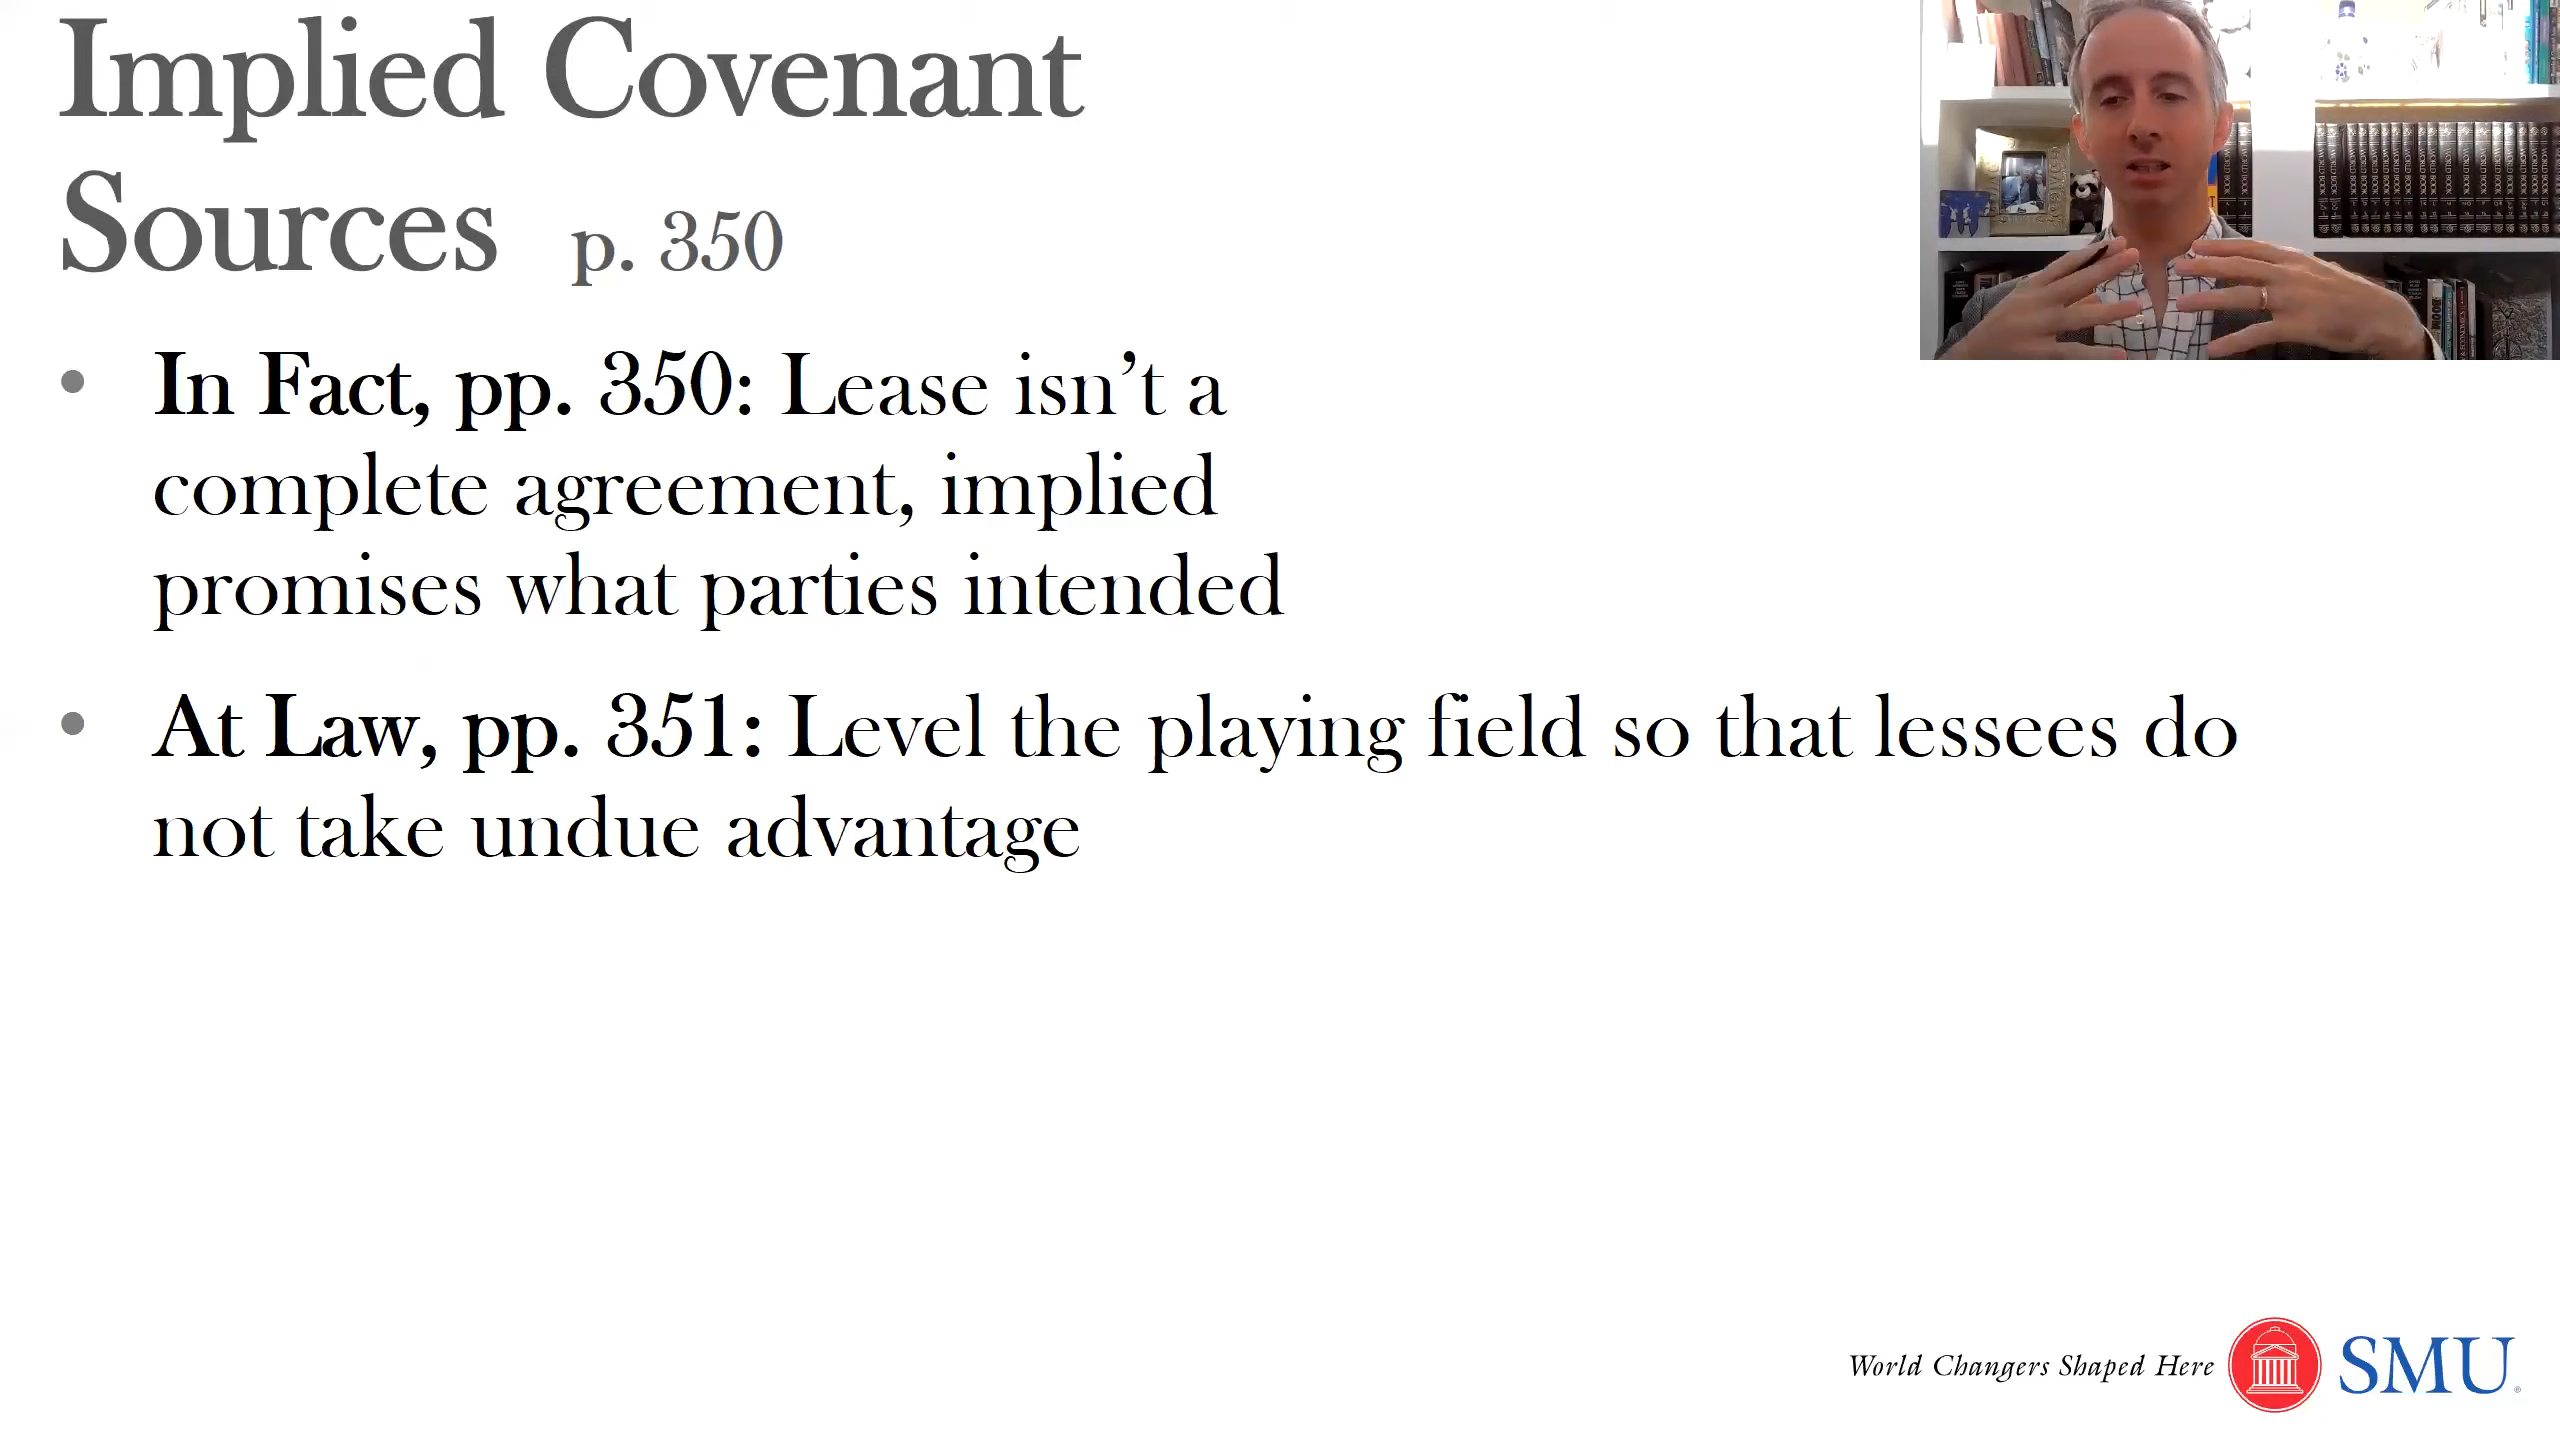 Implied Covenant
Sources p. 350
• In Fact, pp. 350: Lease isn’t a
complete agreement, implied
promises what parties intended
• At Law, pp. 351: Level the playing field so that lessees do
not take undue advantage
World Changers Shaped Here
SMU®
WORLD BOOK